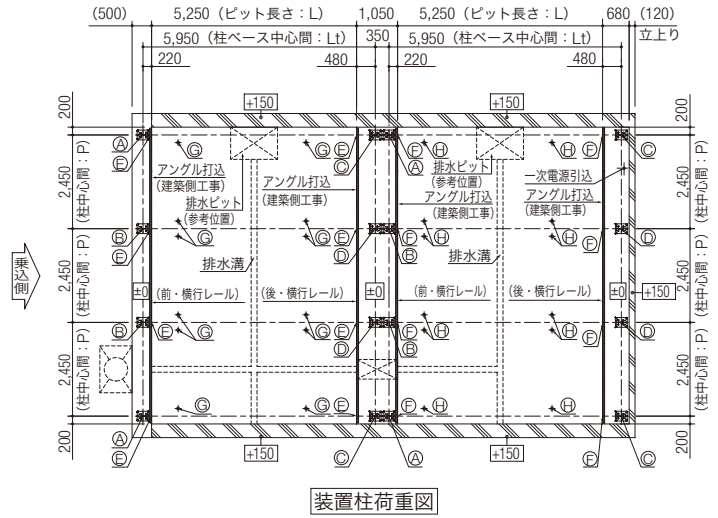 (500) 5,250 (ピット長さ：L) 1,050 5,250 (ピット長さ：L) 680 (120)
5,950 (柱ベース中心間：Lt) 350 5,950 (柱ベース中心間：Lt) 立上り
220 480 220 480
200 +150 +150 200
Ⓐ Ⓖ Ⓖ Ⓔ Ⓕ Ⓗ Ⓗ Ⓕ Ⓒ
Ⓔ Ⓒ Ⓐ
アングル打込
(建築側工事)
排水ピット
(参考位置)
アングル打込
(建築側工事)
排水ピット
(参考位置)
アングル打込
(建築側工事)
一次電源引込
アングル打込
(建築側工事)
2,450 (柱中心間：P) 2,450 (柱中心間：P)
Ⓑ Ⓖ Ⓖ Ⓔ Ⓕ Ⓗ Ⓗ Ⓕ Ⓓ
Ⓕ Ⓓ Ⓑ
排水溝 排水溝
乗込側
±0 (前・横行レール) (後・横行レール) ±0 (前・横行レール) (後・横行レール) ±0 +150
2,450 (柱中心間：P) 2,450 (柱中心間：P)
Ⓑ Ⓕ Ⓖ Ⓖ Ⓔ Ⓕ Ⓗ Ⓗ Ⓕ Ⓓ
Ⓓ Ⓑ
2,450 (柱中心間：P) 2,450 (柱中心間：P)
Ⓖ Ⓖ Ⓔ Ⓕ Ⓗ Ⓗ
200 200
Ⓐ
Ⓔ +150 Ⓒ Ⓐ +150 Ⓕ Ⓒ
装置柱荷重図